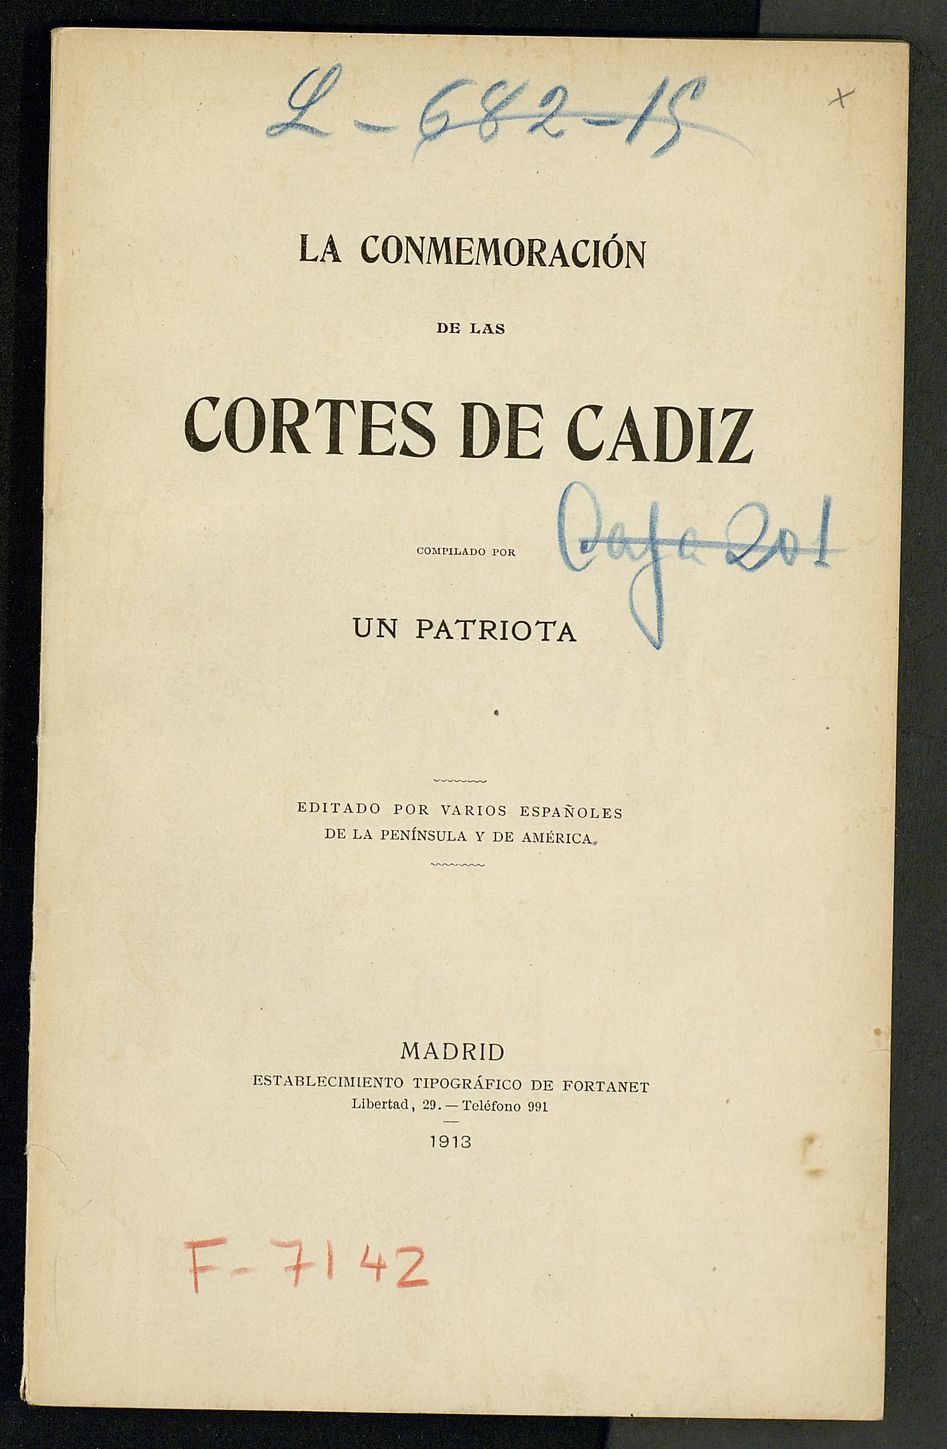 L-682-15
LA CONMEMORACIÓN
DE LAS
CORTES DE CADIZ
Caja 201
COMPILADO POR
UN PATRIOTA
EDITADO POR VARIOS ESPAÑOLES
DE LA PENÍNSULA Y DE AMÉRICA.
MADRID
ESTABLECIMIENTO TIPOGRÁFICO DE FORTANET
Libertad, 29. — Teléfono 991
1913
F-7142